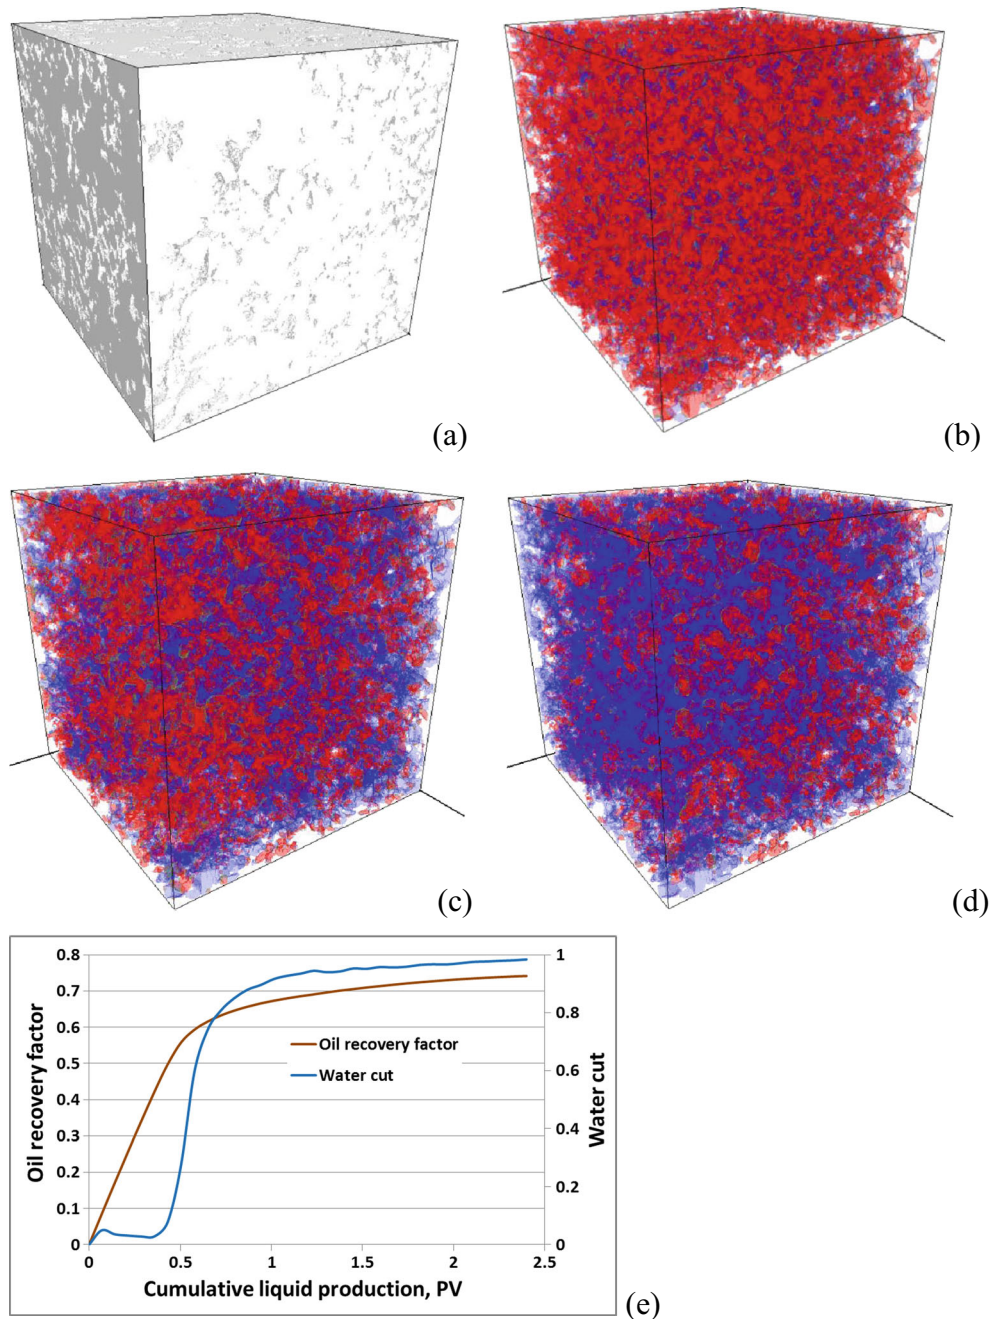 (a)
(b)
(c)
(d)
0.8
0.7
0.6
0.5
0.4
0.3
0.2
0.1
0
Oil recovery factor
1
0.8
0.6
0.4
0.2
0
Water cut
Oil recovery factor
Water cut
0
0.5
1
1.5
2
2.5
Cumulative liquid production, PV
(e)